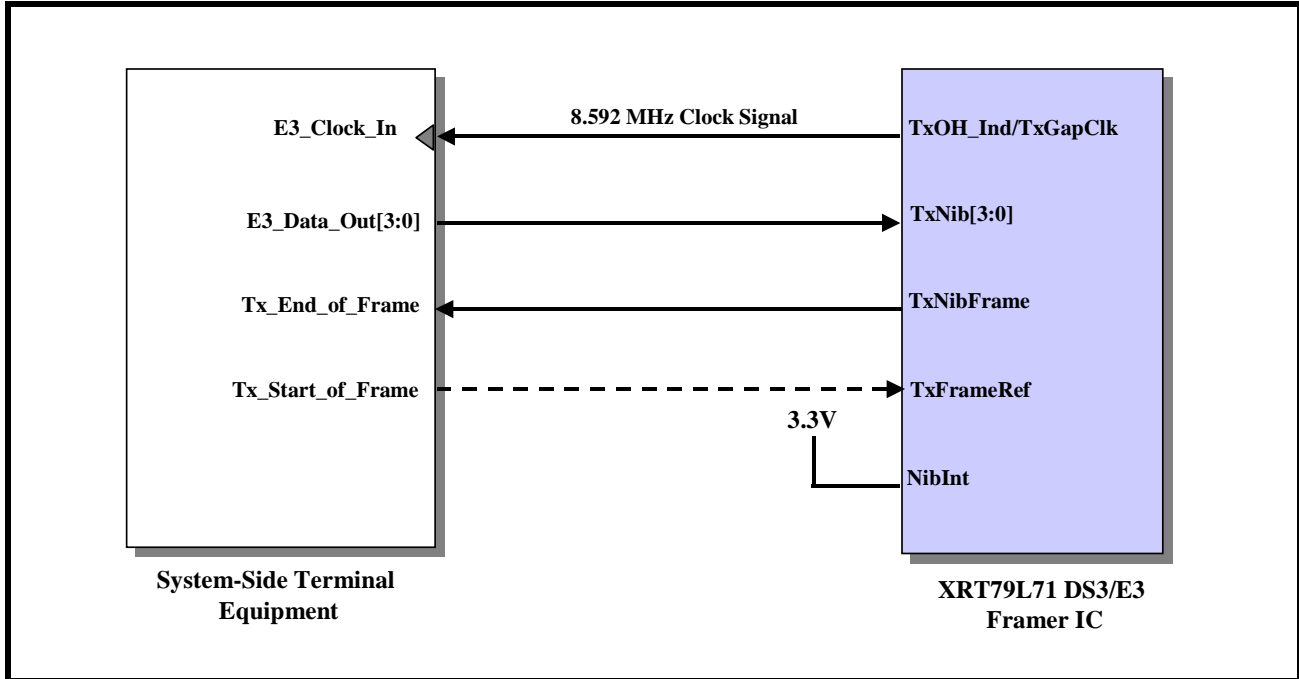 E3_Clock_In
8.592 MHz Clock Signal
TxOH_Ind/TxGapClk
E3_Data_Out[3:0]
TxNib[3:0]
Tx_End_of_Frame
TxNibFrame
Tx_Start_of_Frame
TxFrameRef
3.3V
NibInt
System-Side Terminal
Equipment
XRT79L71 DS3/E3
Framer IC